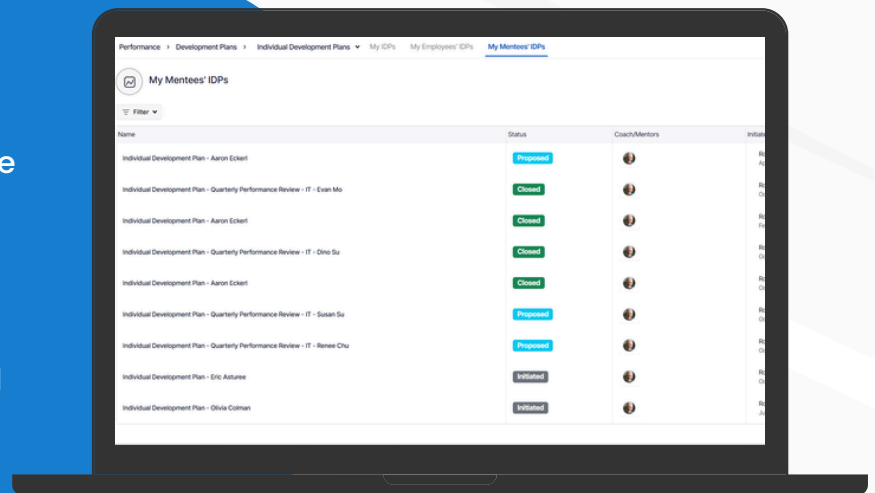 Performance > Development Plans > Individual Development Plans My IDPs My Employees' IDPs My Mentees' IDPs
My Mentees' IDPs
Filter
Name Status Coach/Mentors
Individual Development Plan - Aaron Eckerl Proposed
Individual Development Plan - Quarterly Performance Review - IT - Evan Mo Closed
Individual Development Plan - Aaron Eckerl Closed
Individual Development Plan - Quarterly Performance Review - IT - Dino Su Closed
Individual Development Plan - Aaron Eckerl Closed
Individual Development Plan - Quarterly Performance Review - IT - Susan Su Proposed
Individual Development Plan - Quarterly Performance Review - IT - Renee Chu Proposed
Individual Development Plan - Eric Asturee Initiated
Individual Development Plan - Olivia Colman Initiated